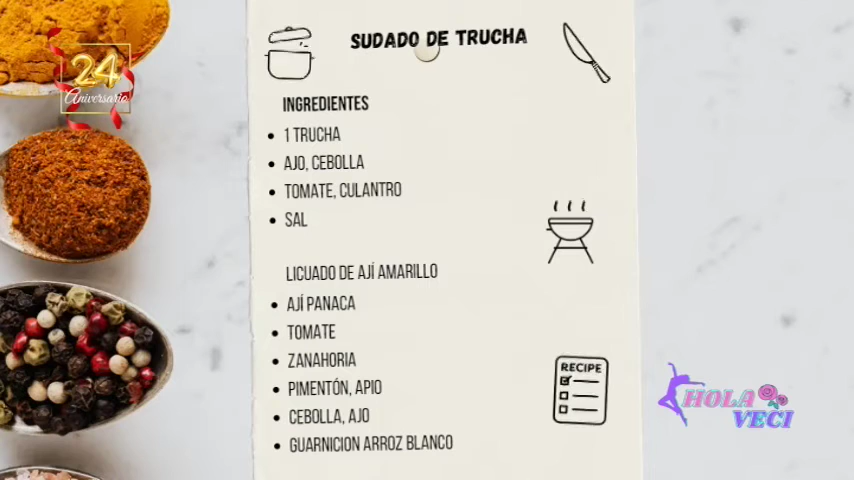 24
Aniversario
SUDADO DE TRUCHA
INGREDIENTES
1 TRUCHA
AJO, CEBOLLA
TOMATE, CULANTRO
SAL
LICUADO DE AJÍ AMARILLO
AJÍ PANACA
TOMATE
ZANAHORIA
PIMENTÓN, APIO
CEBOLLA, AJO
GUARNICION ARROZ BLANCO
RECIPE
HOLA
VECI